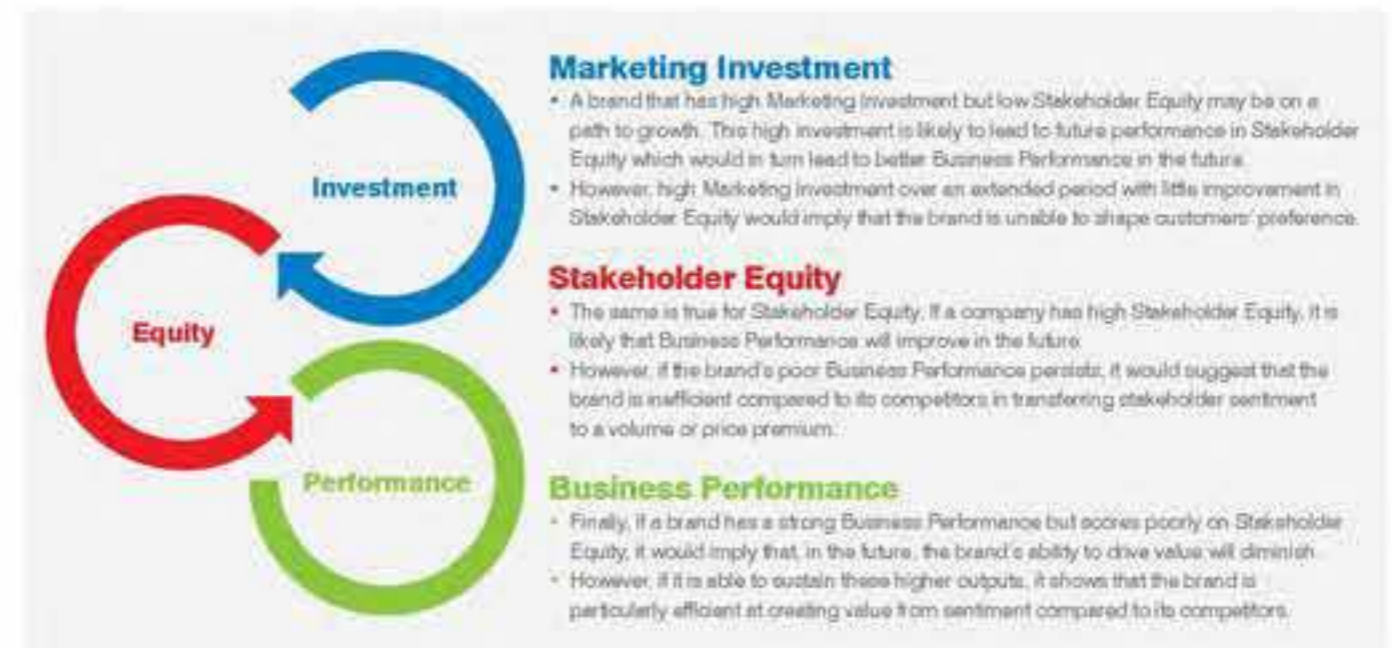 Marketing Investment
• A brand that has high Marketing Investment but low Stakeholder Equity may be on a
path to growth. This high investment is likely to lead to future performance in Stakeholder
Equity which would in turn lead to better Business Performance in the future.
Investment
• However, high Marketing Investment over an extended period with little improvement in
Stakeholder Equity would imply that the brand is unable to shape customers' preference.
Stakeholder Equity
• The same is true for Stakeholder Equity. If a company has high Stakeholder Equity, it is
likely that Business Performance will improve in the future.
Equity
• However, if the brand's poor Business Performance persists, it would suggest that the
brand is inefficient compared to its competitors in transferring stakeholder sentiment
to a volume or price premium.
Performance
Business Performance
• Finally, if a brand has a strong Business Performance but scores poorly on Stakeholder
Equity, it would imply that, in the future, the brand's ability to drive value will diminish.
• However, if it is able to sustain these higher outputs, it shows that the brand is
particularly efficient at creating value from sentiment compared to its competitors.